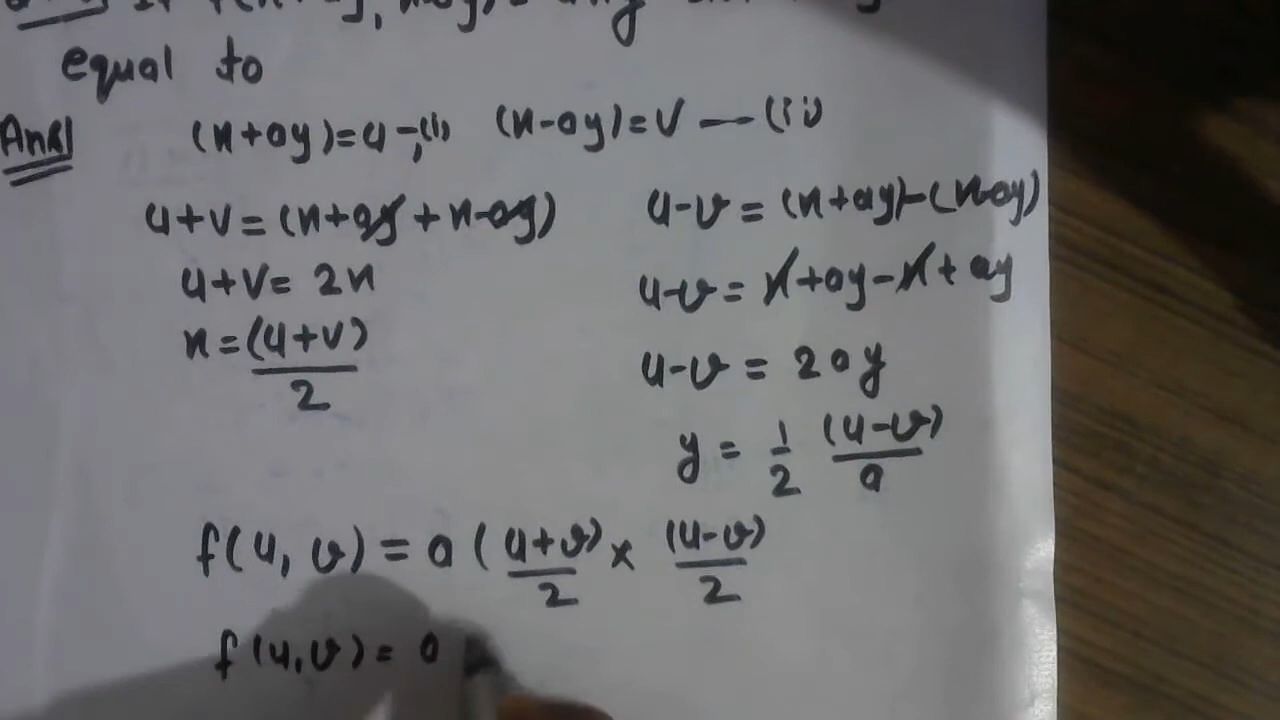 equal to
Ans| (x+ay)=u-(i), (x-ay)=v — (ii)
u+v=(x+ay+x-ay)
u+v= 2x
x=(u+v)/2
u-v=(x+ay)-(x-ay)
u-v= x+ay-x+ay
u-v= 2ay
y= 1/2 (u-v)/a
f(u, v)= a (u+v)/2 × (u-v)/2
f(u,v)= a